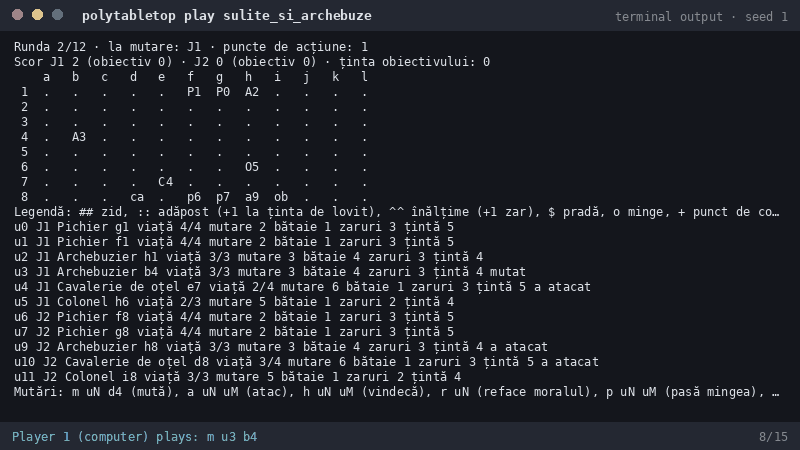 polytabletop play sulite_si_archebuze
terminal output · seed 1
Runda 2/12 · la mutare: J1 · puncte de acțiune: 1
Scor J1 2 (obiectiv 0) · J2 0 (obiectiv 0) · ținta obiectivului: 0
a b c d e f g h i j k l
1 . . . . . P1 P0 A2 . . . .
2 . . . . . . . . . . . .
3 . . . . . . . . . . . .
4 . A3 . . . . . . . . . .
5 . . . . . . . . . . . .
6 . . . . . . . O5 . . . .
7 . . . . C4 . . . . . . .
8 . . . ca . p6 p7 a9 ob . . .
Legendă: ## zid, :: adăpost (+1 la ținta de lovit), ^^ înălțime (+1 zar), $ pradă, o minge, + punct de co…
u0 J1 Pichier g1 viață 4/4 mutare 2 bătaie 1 zaruri 3 țintă 5
u1 J1 Pichier f1 viață 4/4 mutare 2 bătaie 1 zaruri 3 țintă 5
u2 J1 Archebuzier h1 viață 3/3 mutare 3 bătaie 4 zaruri 3 țintă 4
u3 J1 Archebuzier b4 viață 3/3 mutare 3 bătaie 4 zaruri 3 țintă 4 mutat
u4 J1 Cavalerie de oțel e7 viață 2/4 mutare 6 bătaie 1 zaruri 3 țintă 5 a atacat
u5 J1 Colonel h6 viață 2/3 mutare 5 bătaie 1 zaruri 2 țintă 4
u6 J2 Pichier f8 viață 4/4 mutare 2 bătaie 1 zaruri 3 țintă 5
u7 J2 Pichier g8 viață 4/4 mutare 2 bătaie 1 zaruri 3 țintă 5
u9 J2 Archebuzier h8 viață 3/3 mutare 3 bătaie 4 zaruri 3 țintă 4 a atacat
u10 J2 Cavalerie de oțel d8 viață 3/4 mutare 6 bătaie 1 zaruri 3 țintă 5 a atacat
u11 J2 Colonel i8 viață 3/3 mutare 5 bătaie 1 zaruri 2 țintă 4
Mutări: m uN d4 (mută), a uN uM (atac), h uN uM (vindecă), r uN (reface moralul), p uN uM (pasă mingea), …
Player 1 (computer) plays: m u3 b4
8/15